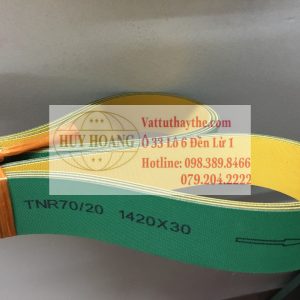 HUY HOANG
Vattuthaythe.com
Ô 33 Lô 6 Đền Lừ 1
Hotline: 098.389.8466
079.204.2222
TNR70/20 1420X30